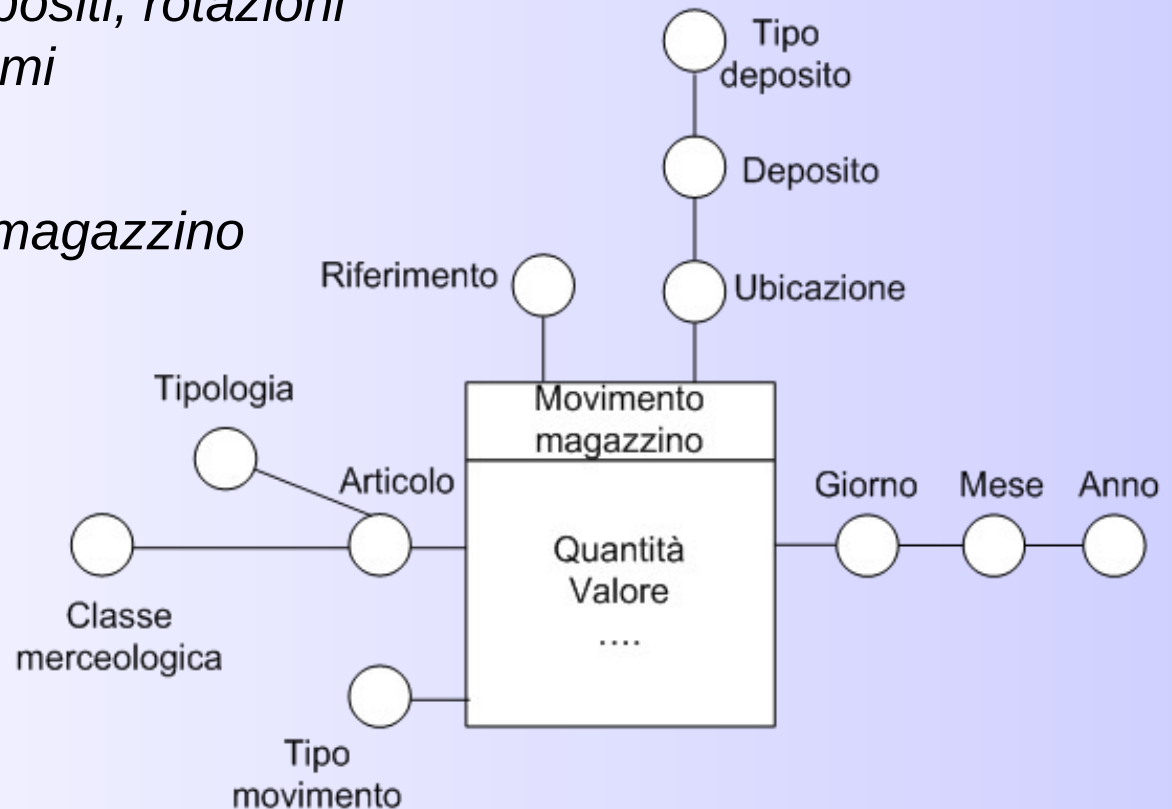 rotazioni
magazzino
Tipo
deposito
Deposito
Riferimento
Ubicazione
Tipologia
Movimento
magazzino
Articolo
Giorno Mese Anno
Quantità
Valore
....
Classe
merceologica
Tipo
movimento